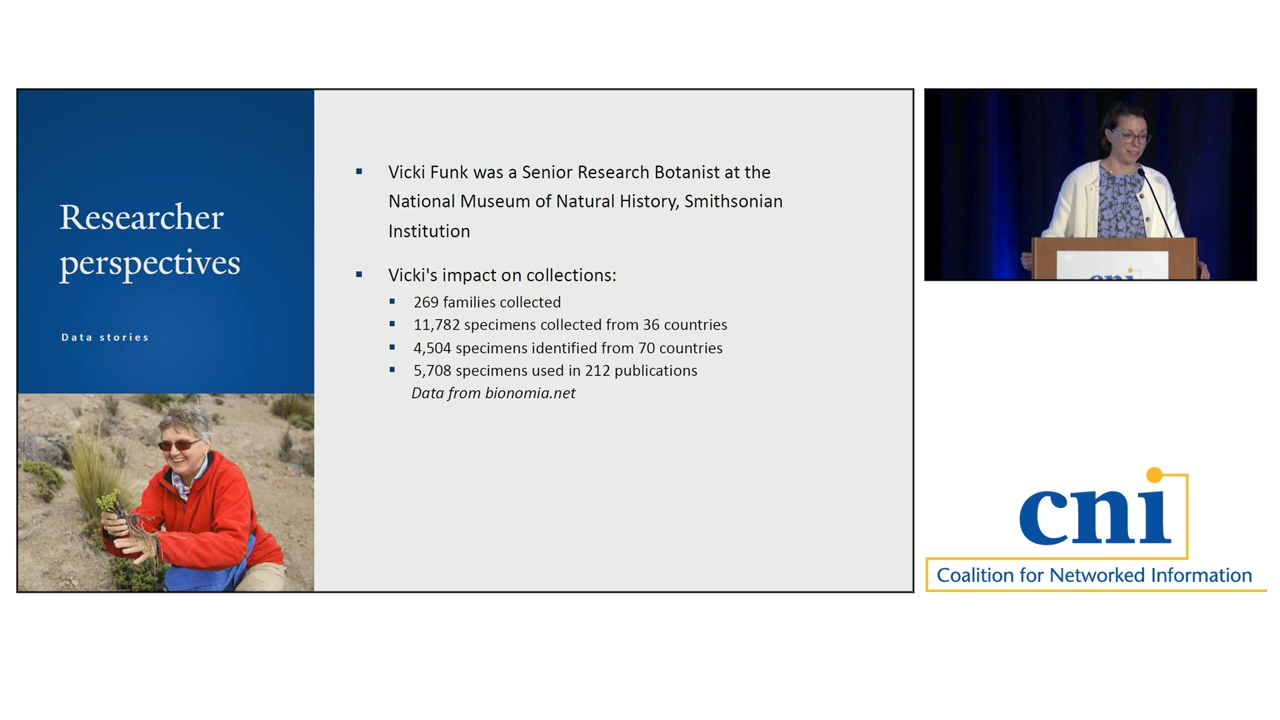 Researcher
perspectives
Data stories
Vicki Funk was a Senior Research Botanist at the
National Museum of Natural History, Smithsonian
Institution
Vicki's impact on collections:
269 families collected
11,782 specimens collected from 36 countries
4,504 specimens identified from 70 countries
5,708 specimens used in 212 publications
Data from bionomia.net
cni
cni
Coalition for Networked Information